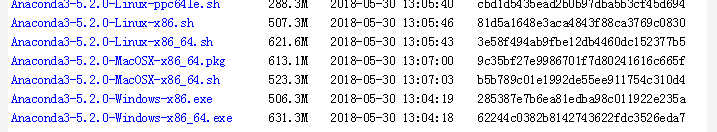 Anaconda3-5.2.0-Linux-ppc64le.sh 288.3M 2018-05-30 13:05:40 cbd1d5435ead2b0b97dba5b3cf45d694
Anaconda3-5.2.0-Linux-x86.sh 507.3M 2018-05-30 13:05:46 81d5a1648e3aca4843f88ca3769c0830
Anaconda3-5.2.0-Linux-x86_64.sh 621.6M 2018-05-30 13:05:43 3e58f494ab9fbe12db4460dc152377b5
Anaconda3-5.2.0-MacOSX-x86_64.pkg 613.1M 2018-05-30 13:07:00 9c35bf27e9986701f7d80241616c665f
Anaconda3-5.2.0-MacOSX-x86_64.sh 523.3M 2018-05-30 13:07:03 b5b789c01e1992de55ee911754c310d4
Anaconda3-5.2.0-Windows-x86.exe 506.3M 2018-05-30 13:04:19 285387e7b6ea81edba98c011922e235a
Anaconda3-5.2.0-Windows-x86_64.exe 631.3M 2018-05-30 13:04:18 62244c0382b8142743622fdc3526eda7